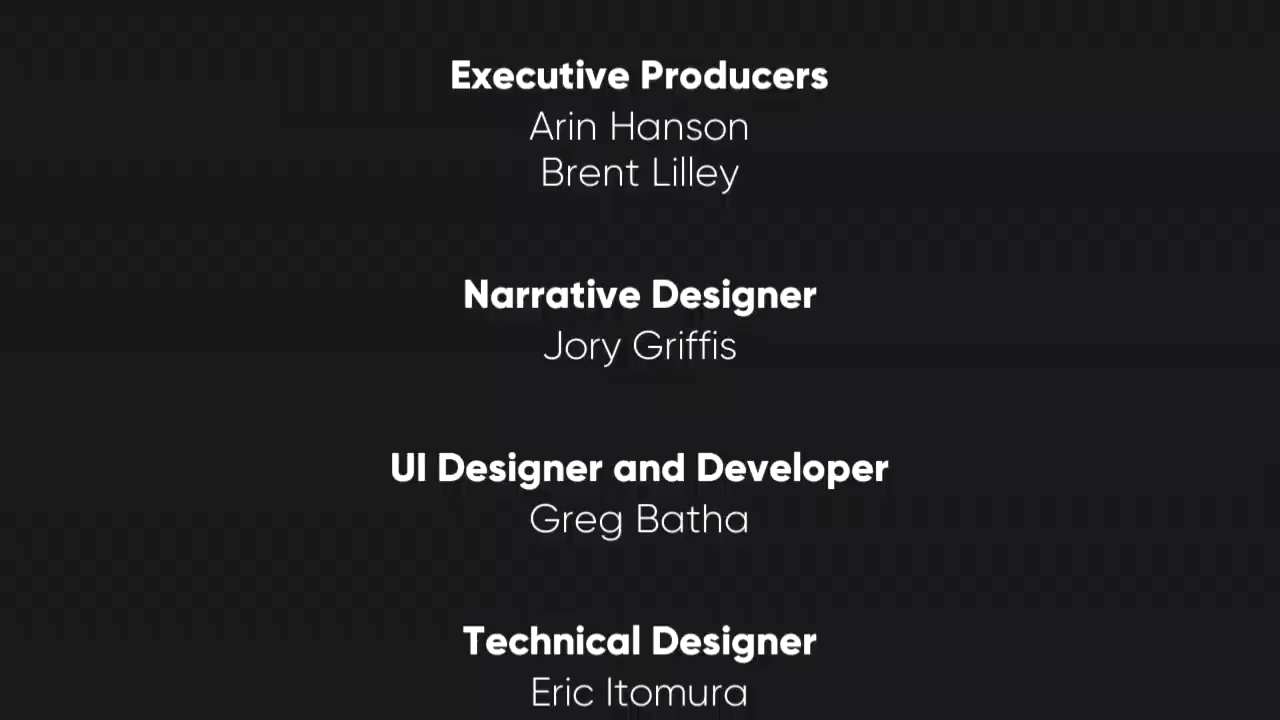 Executive Producers
Arin Hanson
Brent Lilley
Narrative Designer
Jory Griffis
UI Designer and Developer
Greg Batha
Technical Designer
Eric Itomura